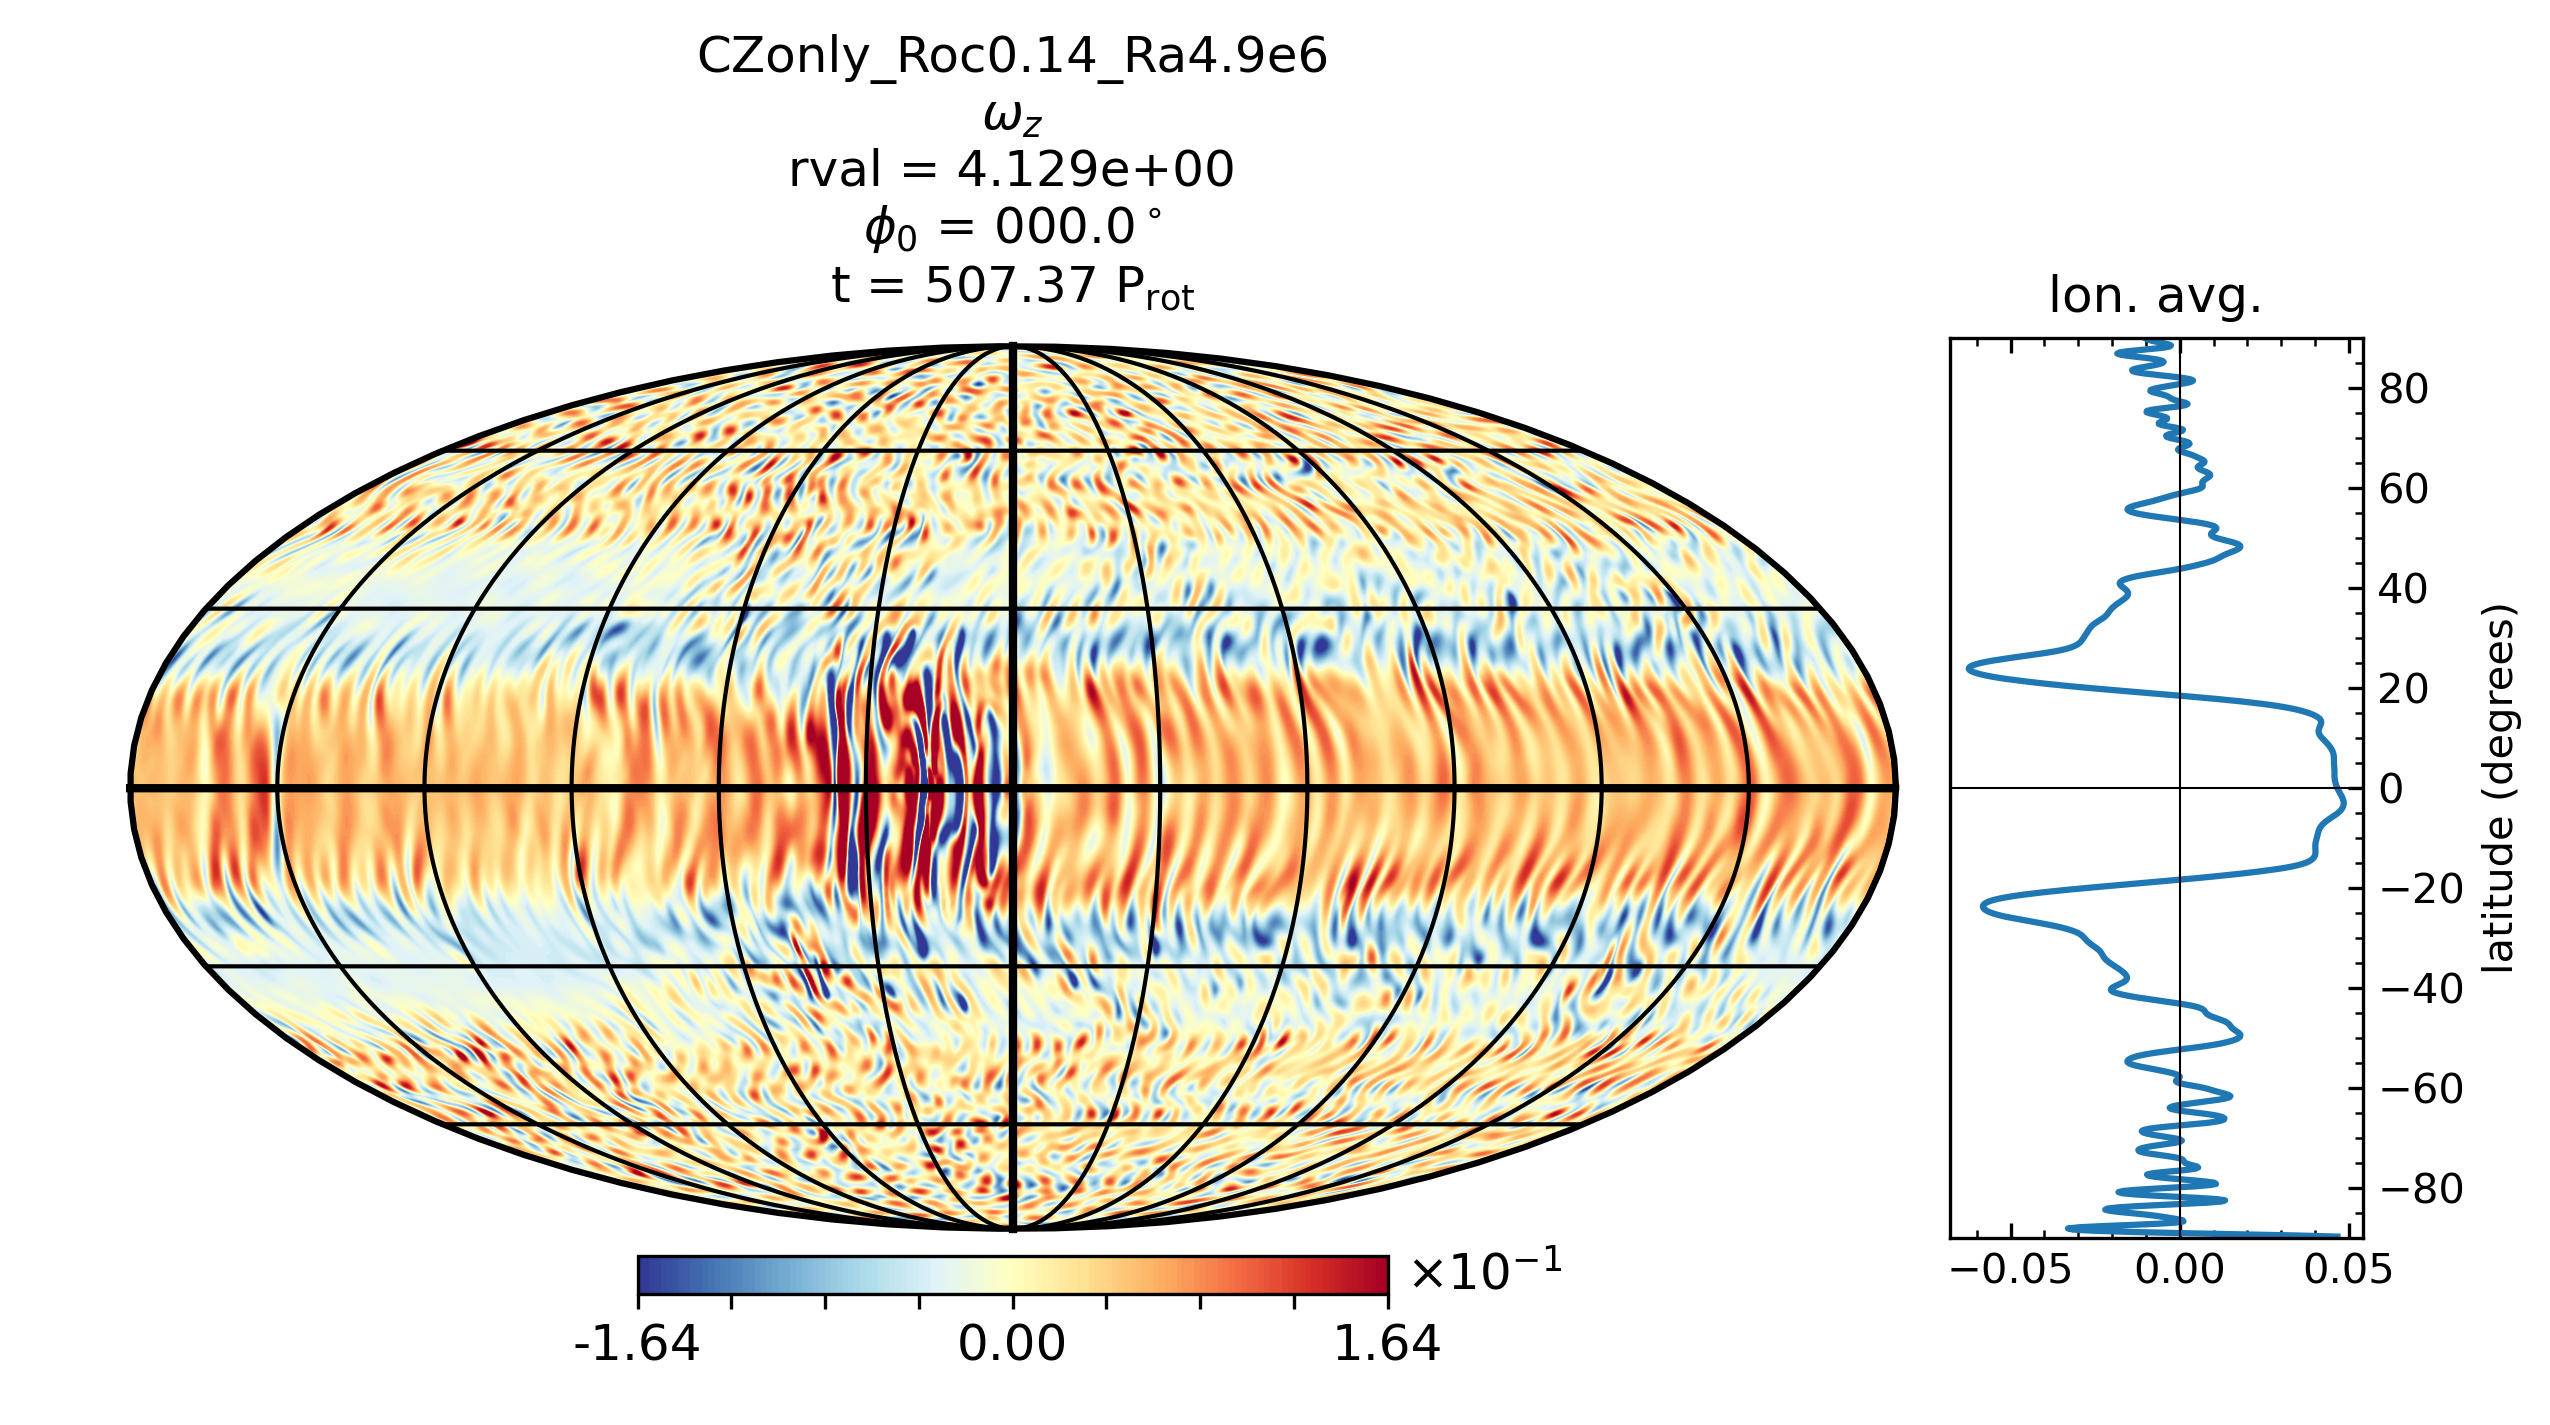 CZonly_Roc0.14_Ra4.9e6
ω_z
rval = 4.129e+00
ϕ₀ = 000.0°
t = 507.37 P_rot
lon. avg.
80
60
40
20
0
−20
−40
−60
−80
latitude (degrees)
−0.05 0.00 0.05
×10⁻¹
-1.64 0.00 1.64